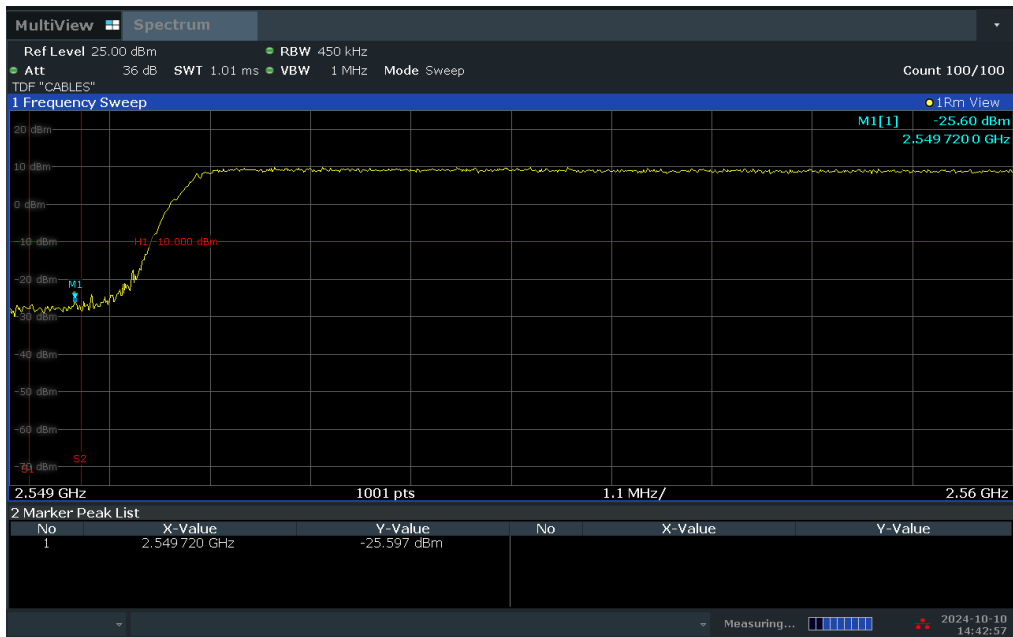 MultiView Spectrum
Ref Level 25.00 dBm RBW 450 kHz
Att 36 dB SWT 1.01 ms VBW 1 MHz Mode Sweep Count 100/100
TDF "CABLES"
1 Frequency Sweep 1Rm View
M1[1] -25.60 dBm
2.549 720 0 GHz
20 dBm
10 dBm
0 dBm
H1 -10.000 dBm
-10 dBm
-20 dBm
M1
-30 dBm
-40 dBm
-50 dBm
-60 dBm
S2
-70 dBm
S1
2.549 GHz 1001 pts 1.1 MHz/ 2.56 GHz
2 Marker Peak List
No X-Value Y-Value No X-Value Y-Value
1 2.549 720 GHz -25.597 dBm
Measuring... 2024-10-10
14:42:57